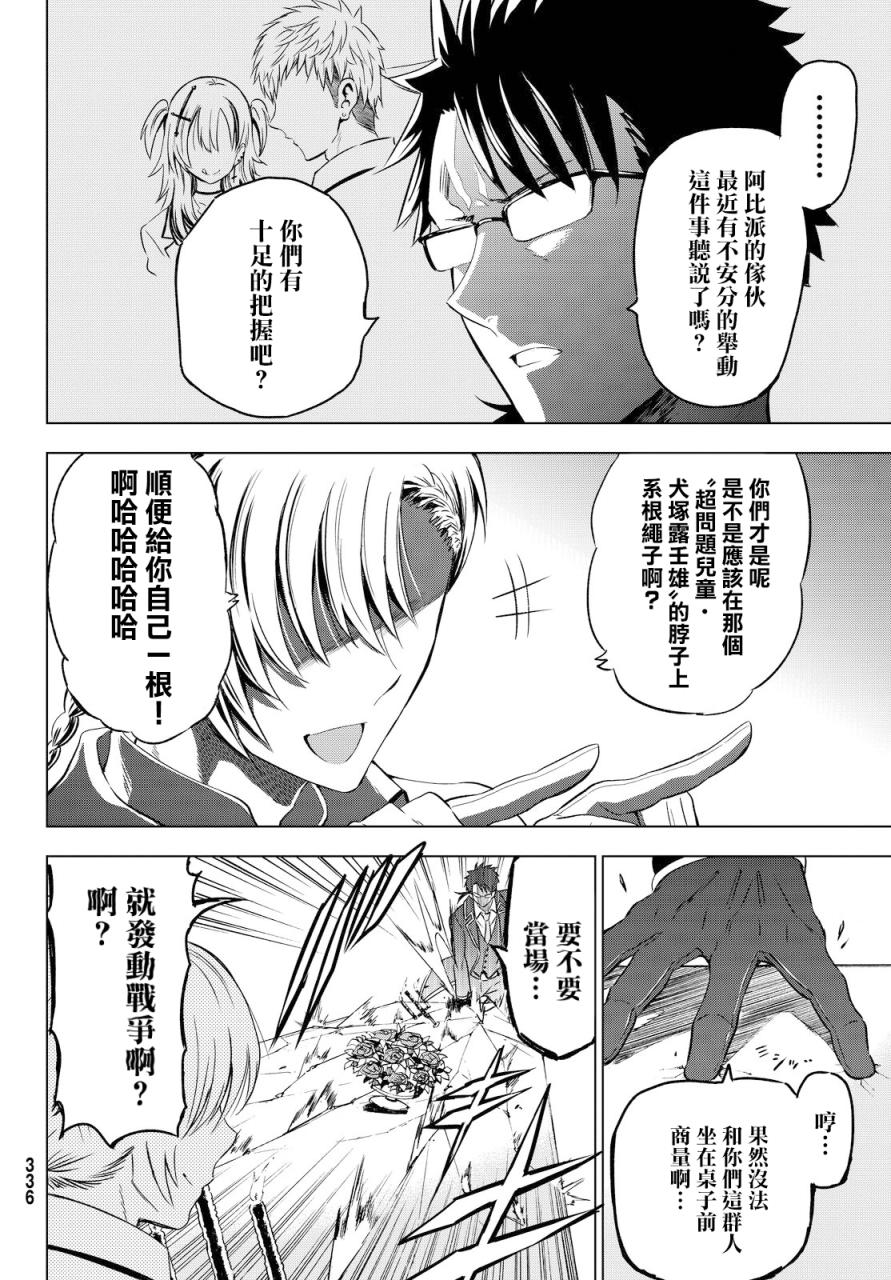 ………
阿比派的傢伙
最近有不安分的舉動
這件事聽説了嗎？
你們有
十足的把握吧？
你們才是呢
是不是應該在那個
〝超問題兒童・
犬塚露壬雄〞的脖子上
系根繩子啊？
順便給你自己一根！
啊哈哈哈哈哈
哼…
果然沒法
和你們這群人
坐在桌子前
商量啊…
要不要
當場…
就發動戰爭啊？
啊？
336